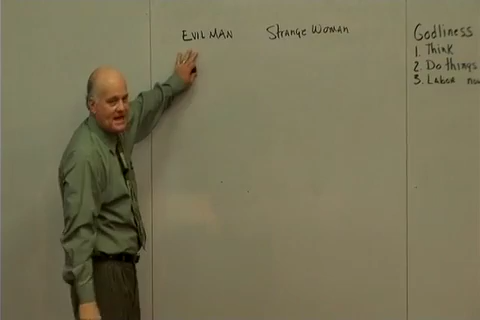 EVIL MAN
Strange Woman
Godliness
1. Think
2. Do things
3. Labor